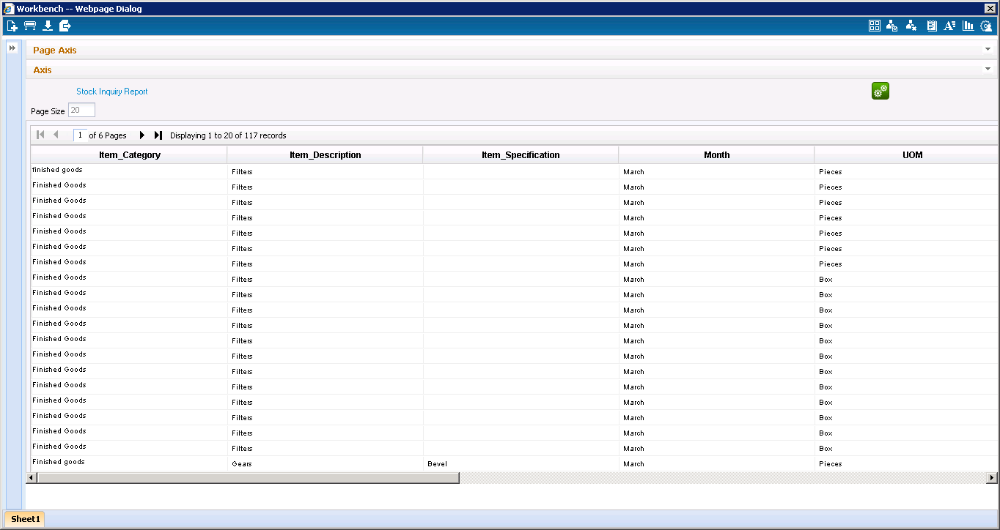 Workbench -- Webpage Dialog
Page Axis
Axis
Stock Inquiry Report
Page Size 20
1 of 6 Pages Displaying 1 to 20 of 117 records
Item_Category Item_Description Item_Specification Month UOM
finished goods Filters March Pieces
Finished Goods Filters March Pieces
Finished Goods Filters March Pieces
Finished Goods Filters March Pieces
Finished Goods Filters March Pieces
Finished Goods Filters March Pieces
Finished Goods Filters March Pieces
Finished Goods Filters March Box
Finished Goods Filters March Box
Finished Goods Filters March Box
Finished Goods Filters March Box
Finished Goods Filters March Box
Finished Goods Filters March Box
Finished Goods Filters March Box
Finished Goods Filters March Box
Finished Goods Filters March Box
Finished Goods Filters March Box
Finished Goods Filters March Box
Finished Goods Filters March Box
Finished goods Gears Bevel March Pieces
Sheet1